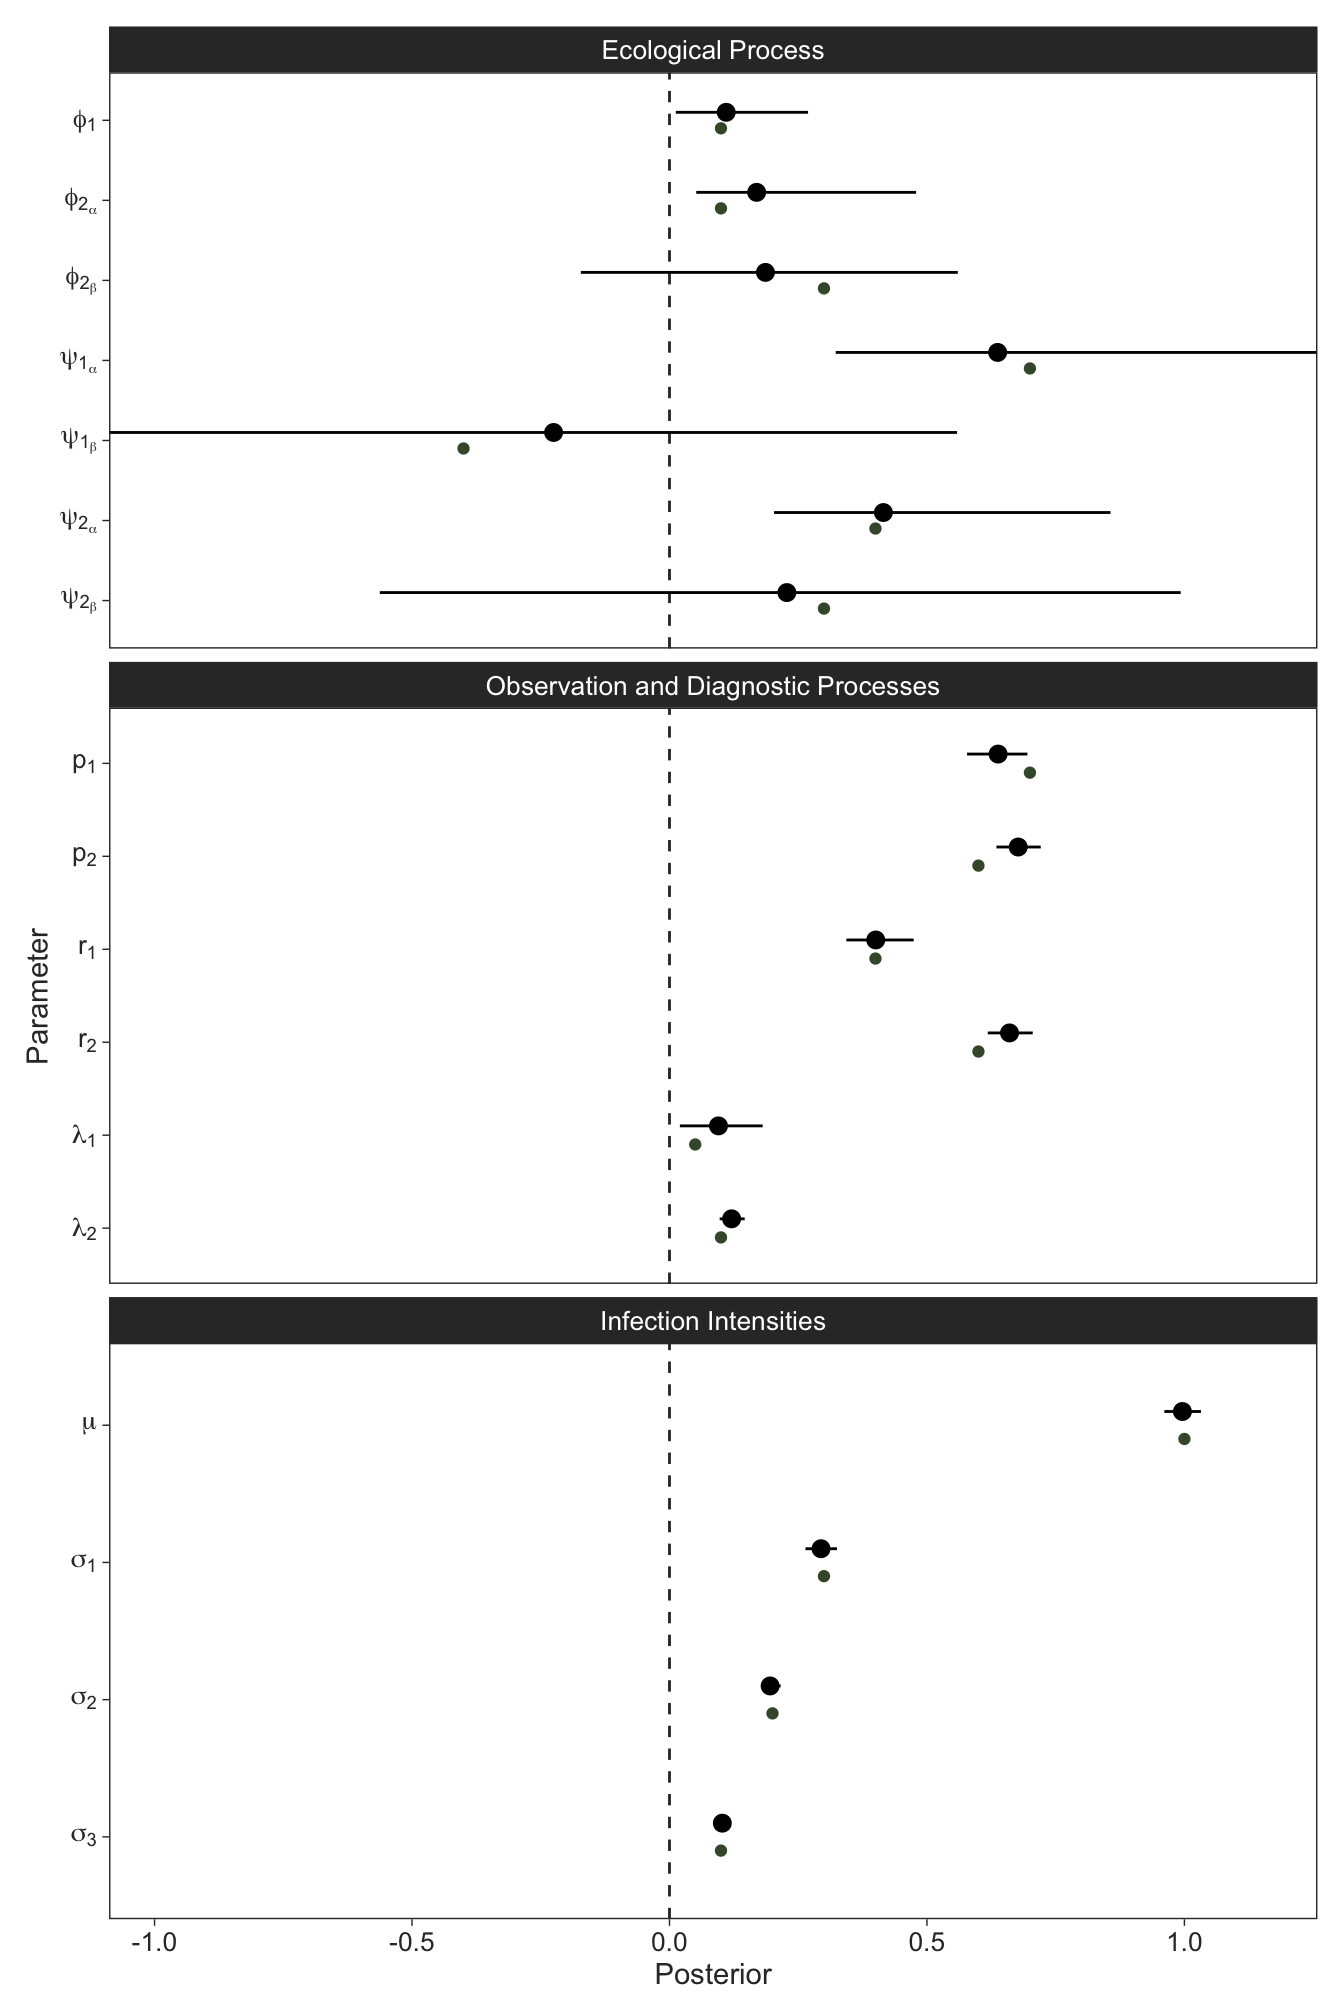 Ecological Process
ϕ1
ϕ2α
ϕ2β
ψ1α
ψ1β
ψ2α
ψ2β
Observation and Diagnostic Processes
p1
p2
r1
r2
λ1
λ2
Infection Intensities
μ
σ1
σ2
σ3
-1.0 -0.5 0.0 0.5 1.0
Posterior
Parameter